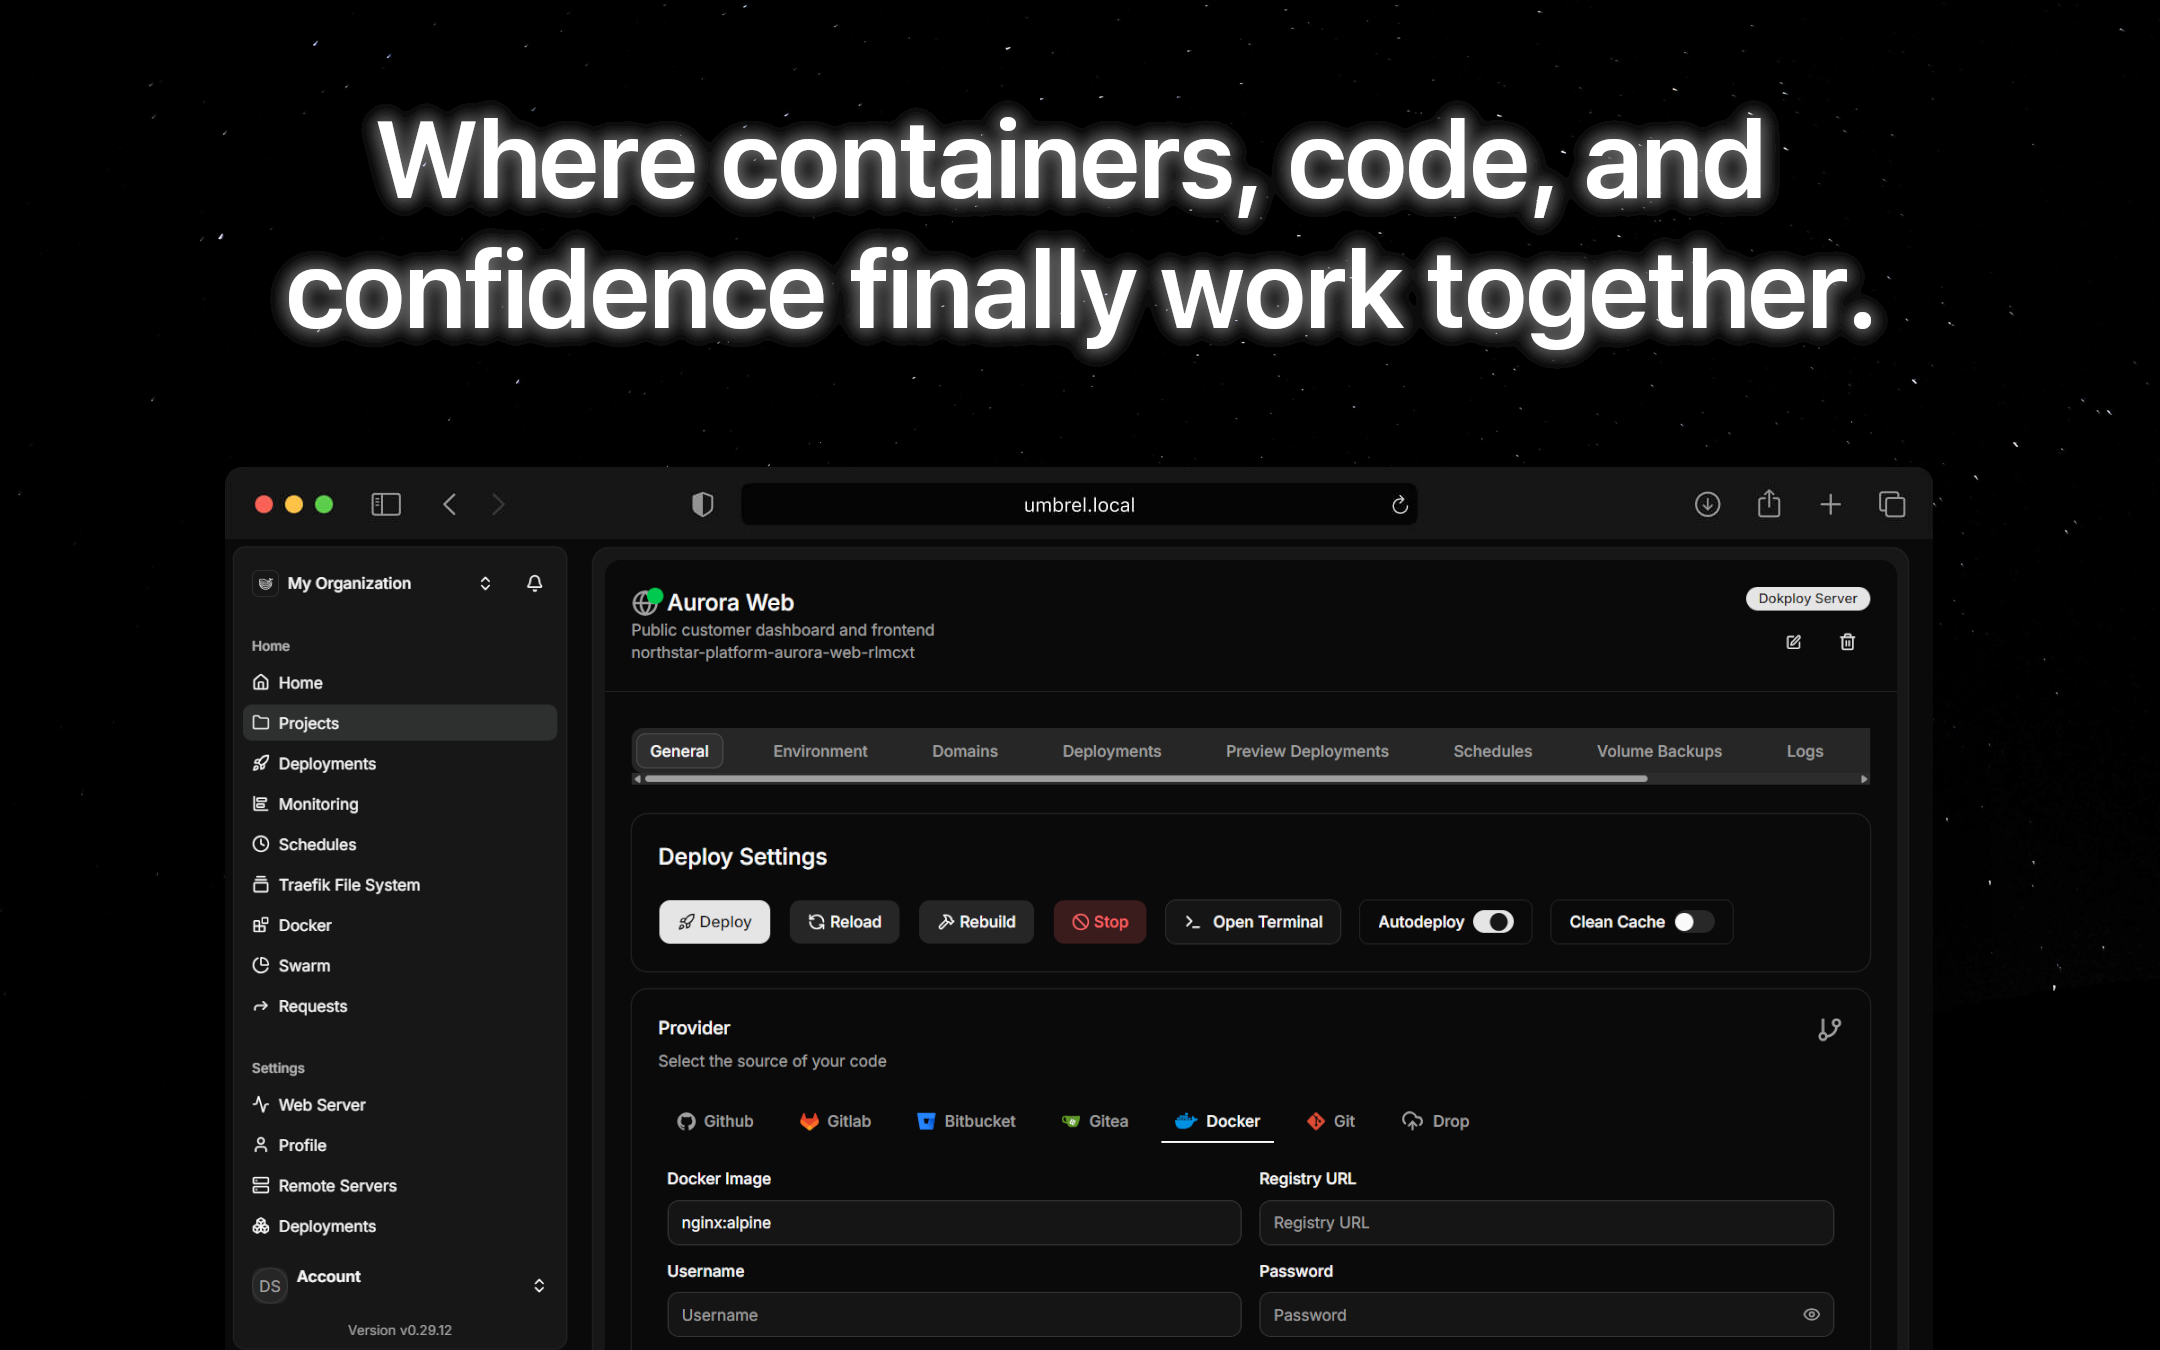 Where containers, code, and
confidence finally work together.
umbrel.local
My Organization
Home
Home
Projects
Deployments
Monitoring
Schedules
Traefik File System
Docker
Swarm
Requests
Settings
Web Server
Profile
Remote Servers
Deployments
DS
Account
Version v0.29.12
Aurora Web
Dokploy Server
Public customer dashboard and frontend
northstar-platform-aurora-web-rlmcxt
General Environment Domains Deployments Preview Deployments Schedules Volume Backups Logs
Deploy Settings
Deploy Reload Rebuild Stop Open Terminal Autodeploy Clean Cache
Provider
Select the source of your code
Github Gitlab Bitbucket Gitea Docker Git Drop
Docker Image Registry URL
nginx:alpine Registry URL
Username Password
Username Password